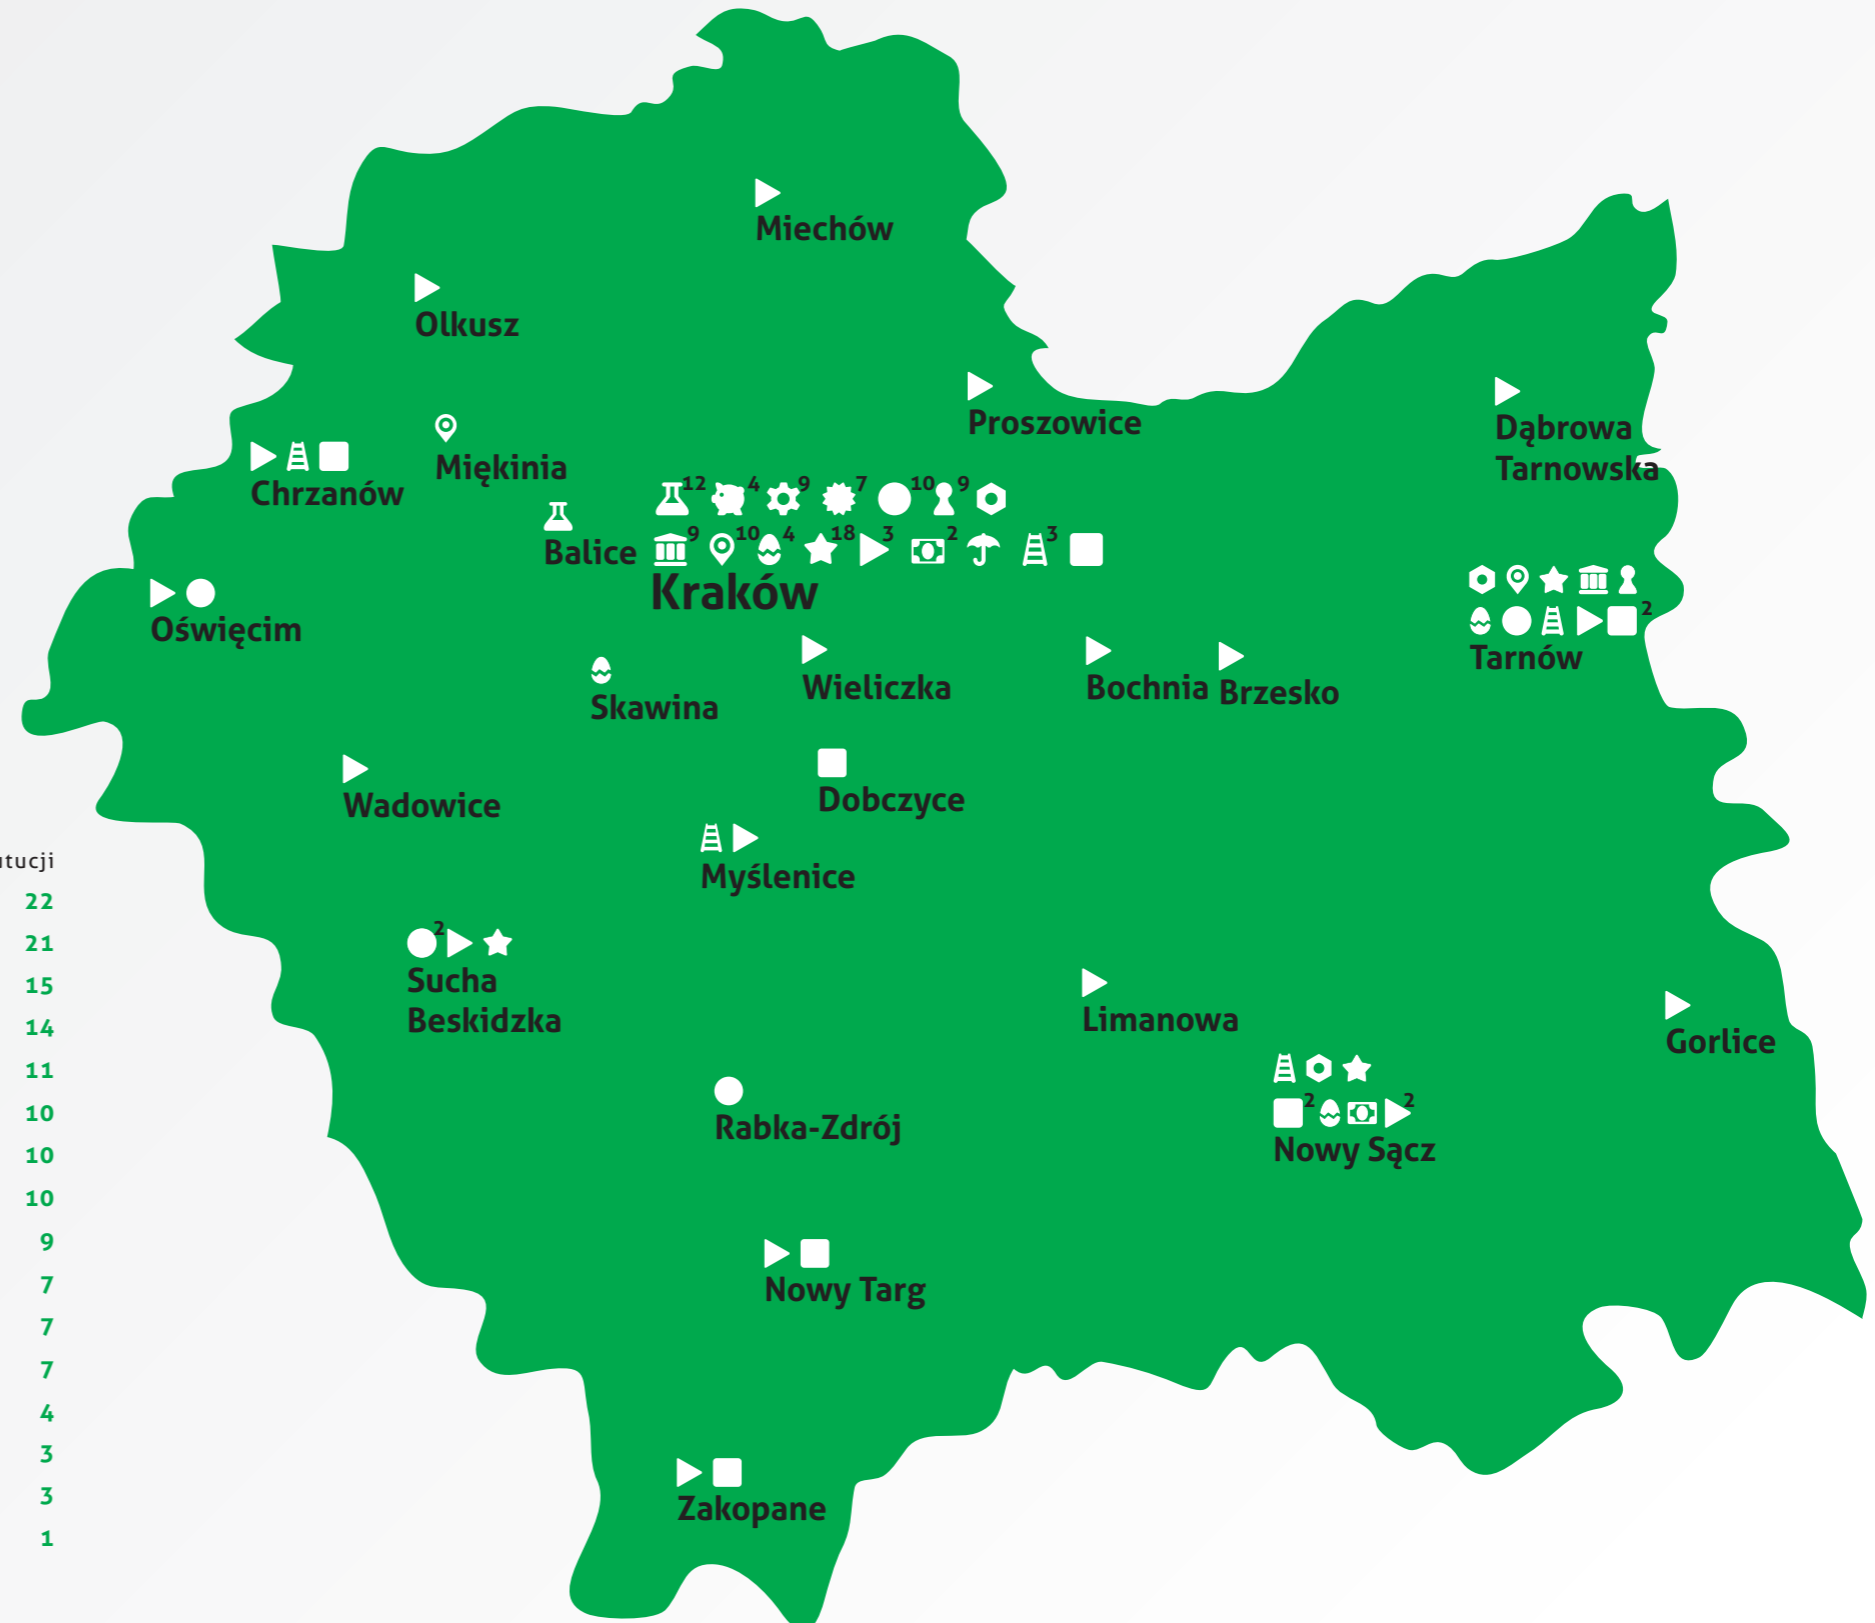 Miechów
Olkusz
Proszowice
Dąbrowa
Tarnowska
Miękinia
Chrzanów
12 4 9 7 10 9
Balice
9 10 4 18 3 2 3
Kraków
Oświęcim
2
Tarnów
Skawina
Wieliczka
Bochnia
Brzesko
Wadowice
Dobczyce
Myślenice
tucji
22
21
15
14
11
10
10
10
9
7
7
7
4
3
3
1
2
Sucha
Beskidzka
Limanowa
Gorlice
Rabka-Zdrój
2 2
Nowy Sącz
Nowy Targ
Zakopane